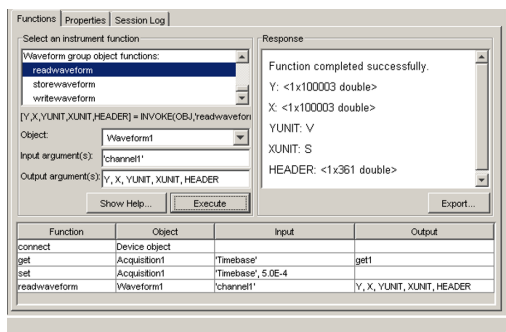 Functions Properties Session Log
Select an instrument function
Waveform group object functions:
readwaveform
storewaveform
writewaveform
[Y,X,YUNIT,XUNIT,HEADER] = INVOKE(OBJ,'readwavefor
Object: Waveform1
Input argument(s): 'channel1'
Output argument(s): Y, X, YUNIT, XUNIT, HEADER
Show Help... Execute
Response
Function completed successfully.
Y: <1x100003 double>
X: <1x100003 double>
YUNIT: V
XUNIT: S
HEADER: <1x361 double>
Export...
Function Object Input Output
connect Device object
get Acquisition1 'Timebase' get1
set Acquisition1 'Timebase', 5.0E-4
readwaveform Waveform1 'channel1' Y, X, YUNIT, XUNIT, HEADER